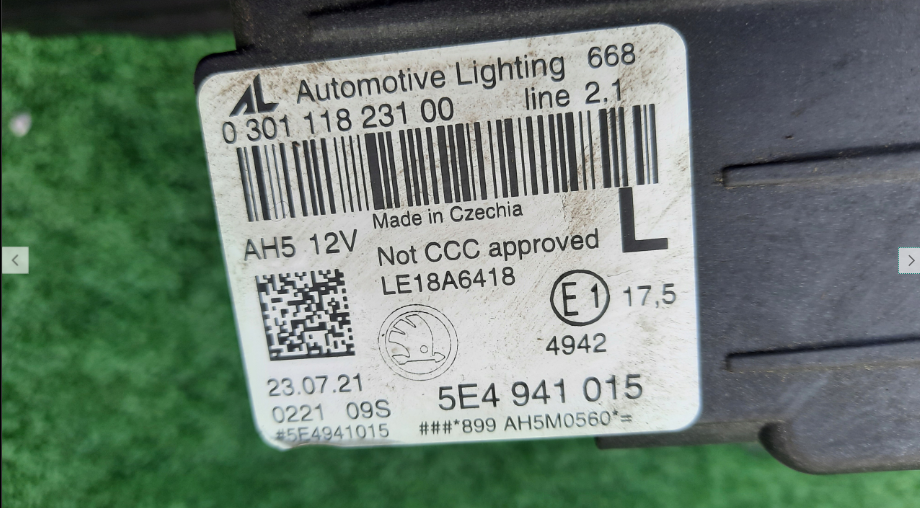 AL Automotive Lighting 668
0 301 118 231 00 line 2,1
Made in Czechia
L
AH5 12V
Not CCC approved
LE18A6418
E1 17,5
4942
23.07.21
5E4 941 015
0221 09S
###*899 AH5M0560*=
#5E4941015